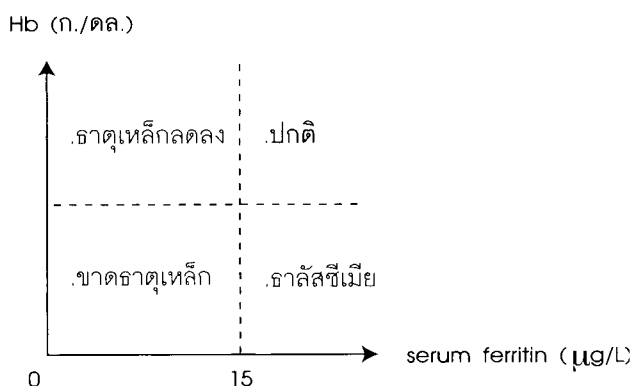 Hb (ก./ดล.)
.ธาตุเหล็กลดลง .ปกติ
.ขาดธาตุเหล็ก .ธาลัสซีเมีย
serum ferritin (μg/L)
0 15